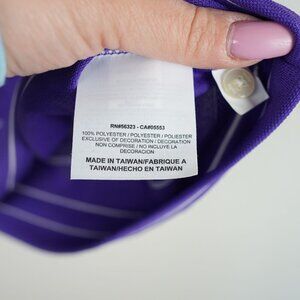 RN#56323 - CA#05553
100% POLYESTER / POLYESTER / POLIESTER
EXCLUSIVE OF DECORATION / DECORATION
NON COMPRISE / NO INCLUYE LA
DECORACION
MADE IN TAIWAN/FABRIQUE A
TAIWAN/HECHO EN TAIWAN